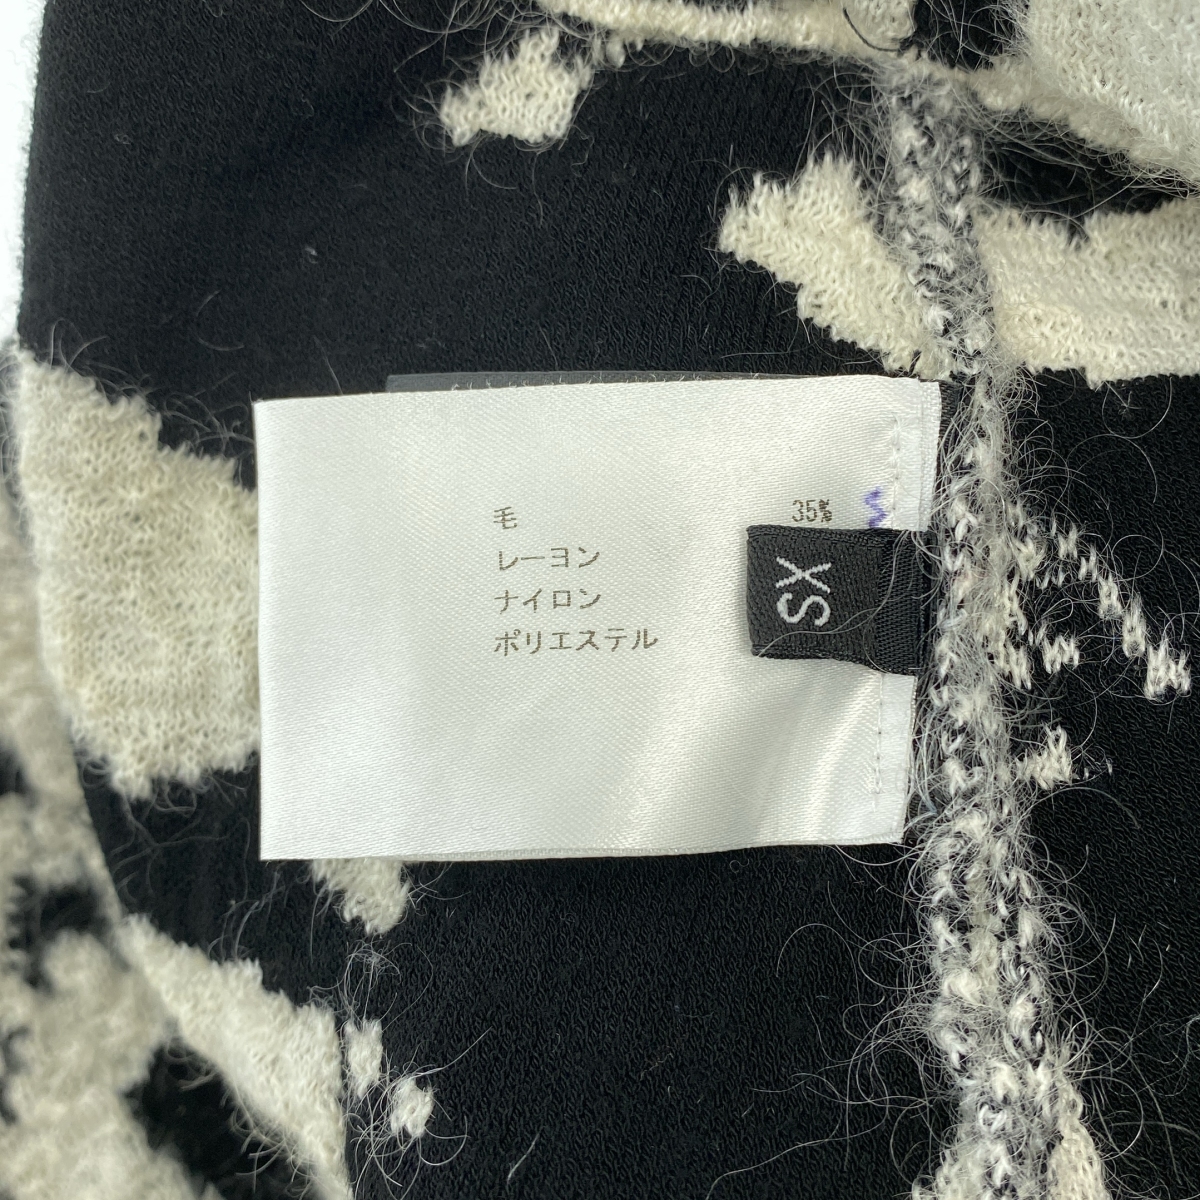 毛 35%
レーヨン
ナイロン
ポリエステル
XS